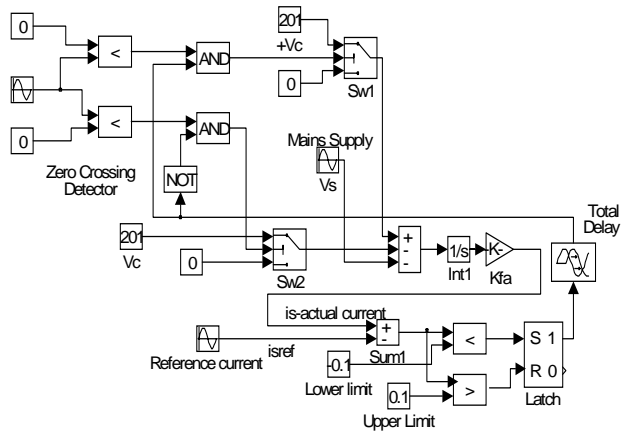 0
<
AND
201
+Vc
0
Sw1
<
AND
0
Zero Crossing
Detector
NOT
Mains Supply
Vs
Total
Delay
201
Vc
0
Sw2
+
-
-
1/s
Int1
K-
Kfa
is-actual current
+
-
Sum1
isref
Reference current
-0.1
Lower limit
0.1
Upper Limit
<
>
S 1
R 0
Latch